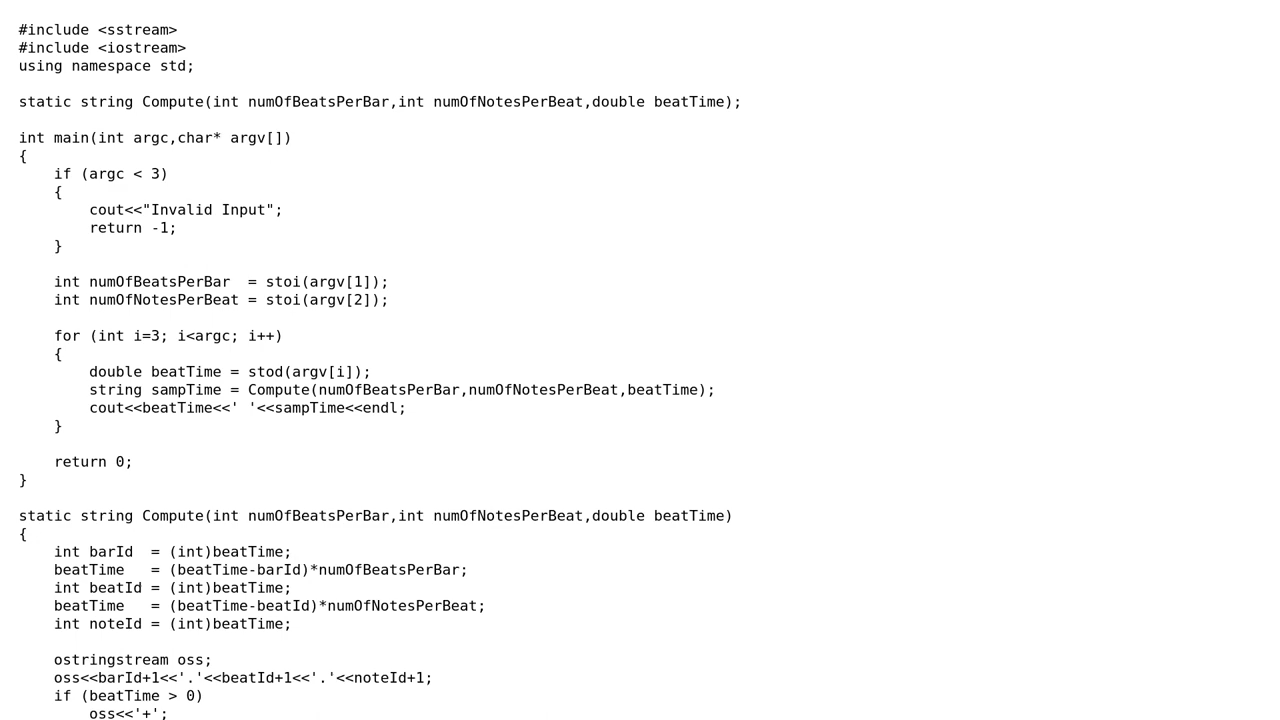 #include <sstream>
#include <iostream>
using namespace std;

static string Compute(int numOfBeatsPerBar,int numOfNotesPerBeat,double beatTime);

int main(int argc,char* argv[])
{
    if (argc < 3)
    {
        cout<<"Invalid Input";
        return -1;
    }

    int numOfBeatsPerBar  = stoi(argv[1]);
    int numOfNotesPerBeat = stoi(argv[2]);

    for (int i=3; i<argc; i++)
    {
        double beatTime = stod(argv[i]);
        string sampTime = Compute(numOfBeatsPerBar,numOfNotesPerBeat,beatTime);
        cout<<beatTime<<' '<<sampTime<<endl;
    }

    return 0;
}

static string Compute(int numOfBeatsPerBar,int numOfNotesPerBeat,double beatTime)
{
    int barId  = (int)beatTime;
    beatTime   = (beatTime-barId)*numOfBeatsPerBar;
    int beatId = (int)beatTime;
    beatTime   = (beatTime-beatId)*numOfNotesPerBeat;
    int noteId = (int)beatTime;

    ostringstream oss;
    oss<<barId+1<<'.'<<beatId+1<<'.'<<noteId+1;
    if (beatTime > 0)
        oss<<'+';